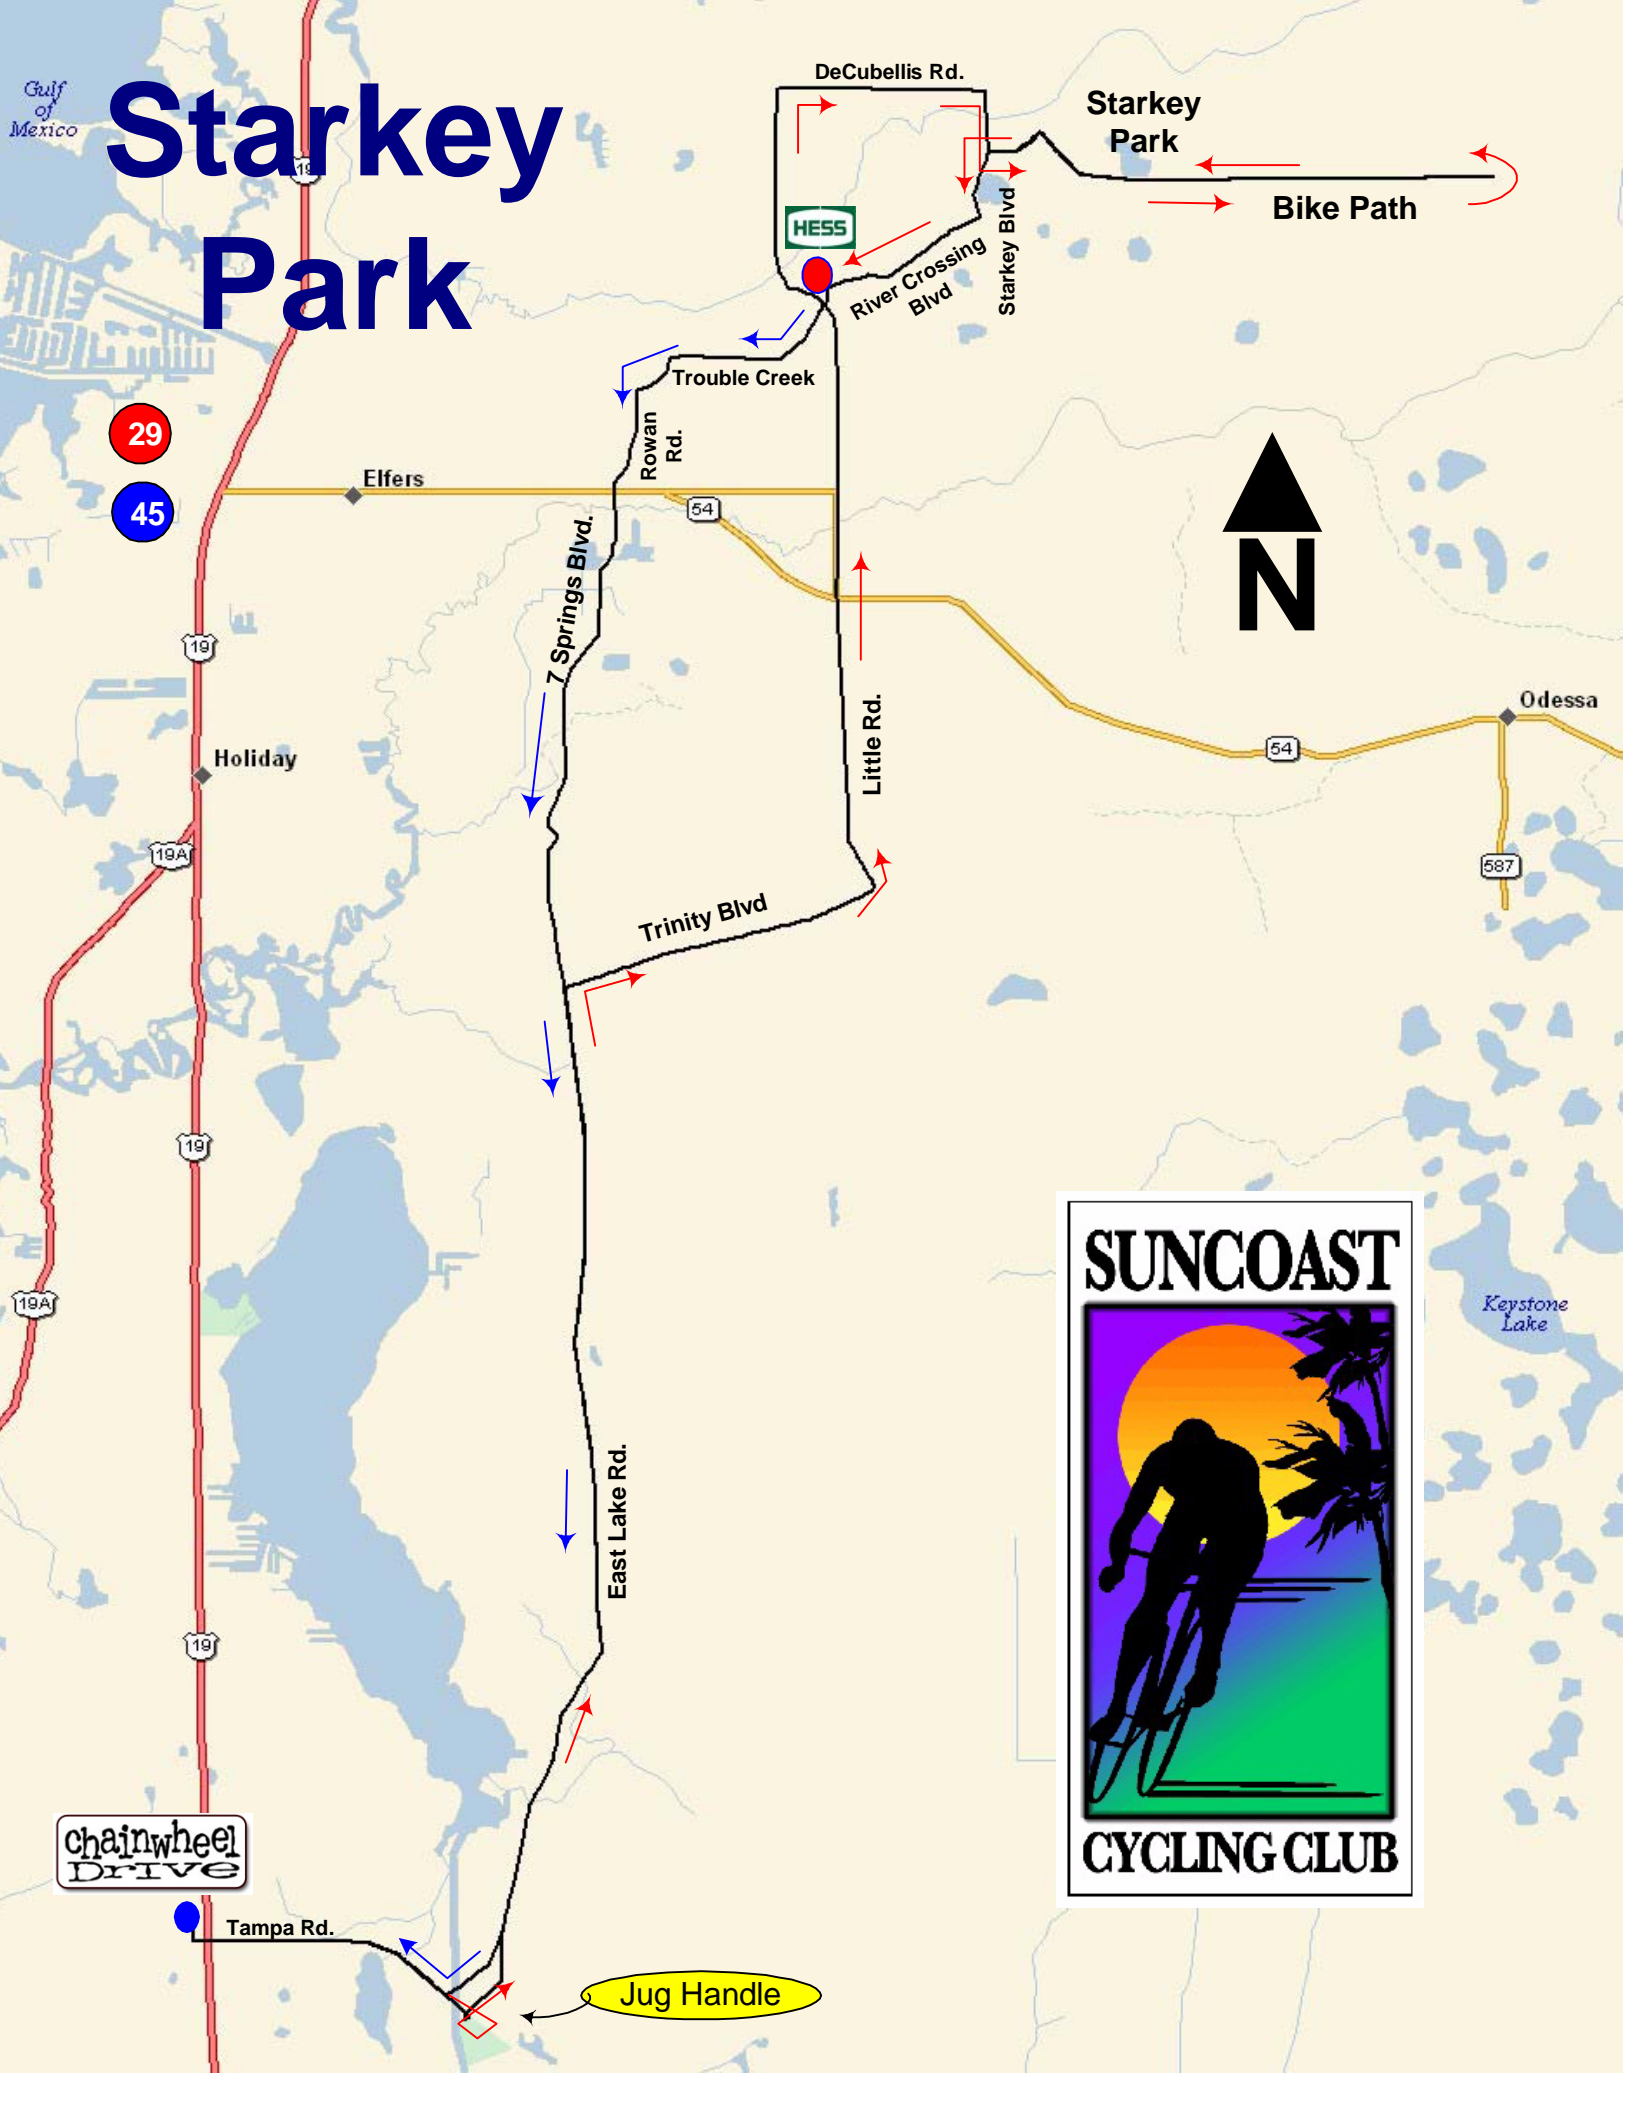 Gulf
of
Mexico
Starkey
Park
19
DeCubellis Rd.
Starkey
Park
Bike Path
HESS
Starkey Blvd
River Crossing
Blvd
Trouble Creek
Rowan
Rd.
29
45
Elfers
54
N
7 Springs Blvd.
19
Little Rd.
Odessa
54
Holiday
19A
587
Trinity Blvd
19
19A
SUNCOAST
CYCLING CLUB
Keystone
Lake
East Lake Rd.
19
chainwheel
DrIVe
Tampa Rd.
Jug Handle